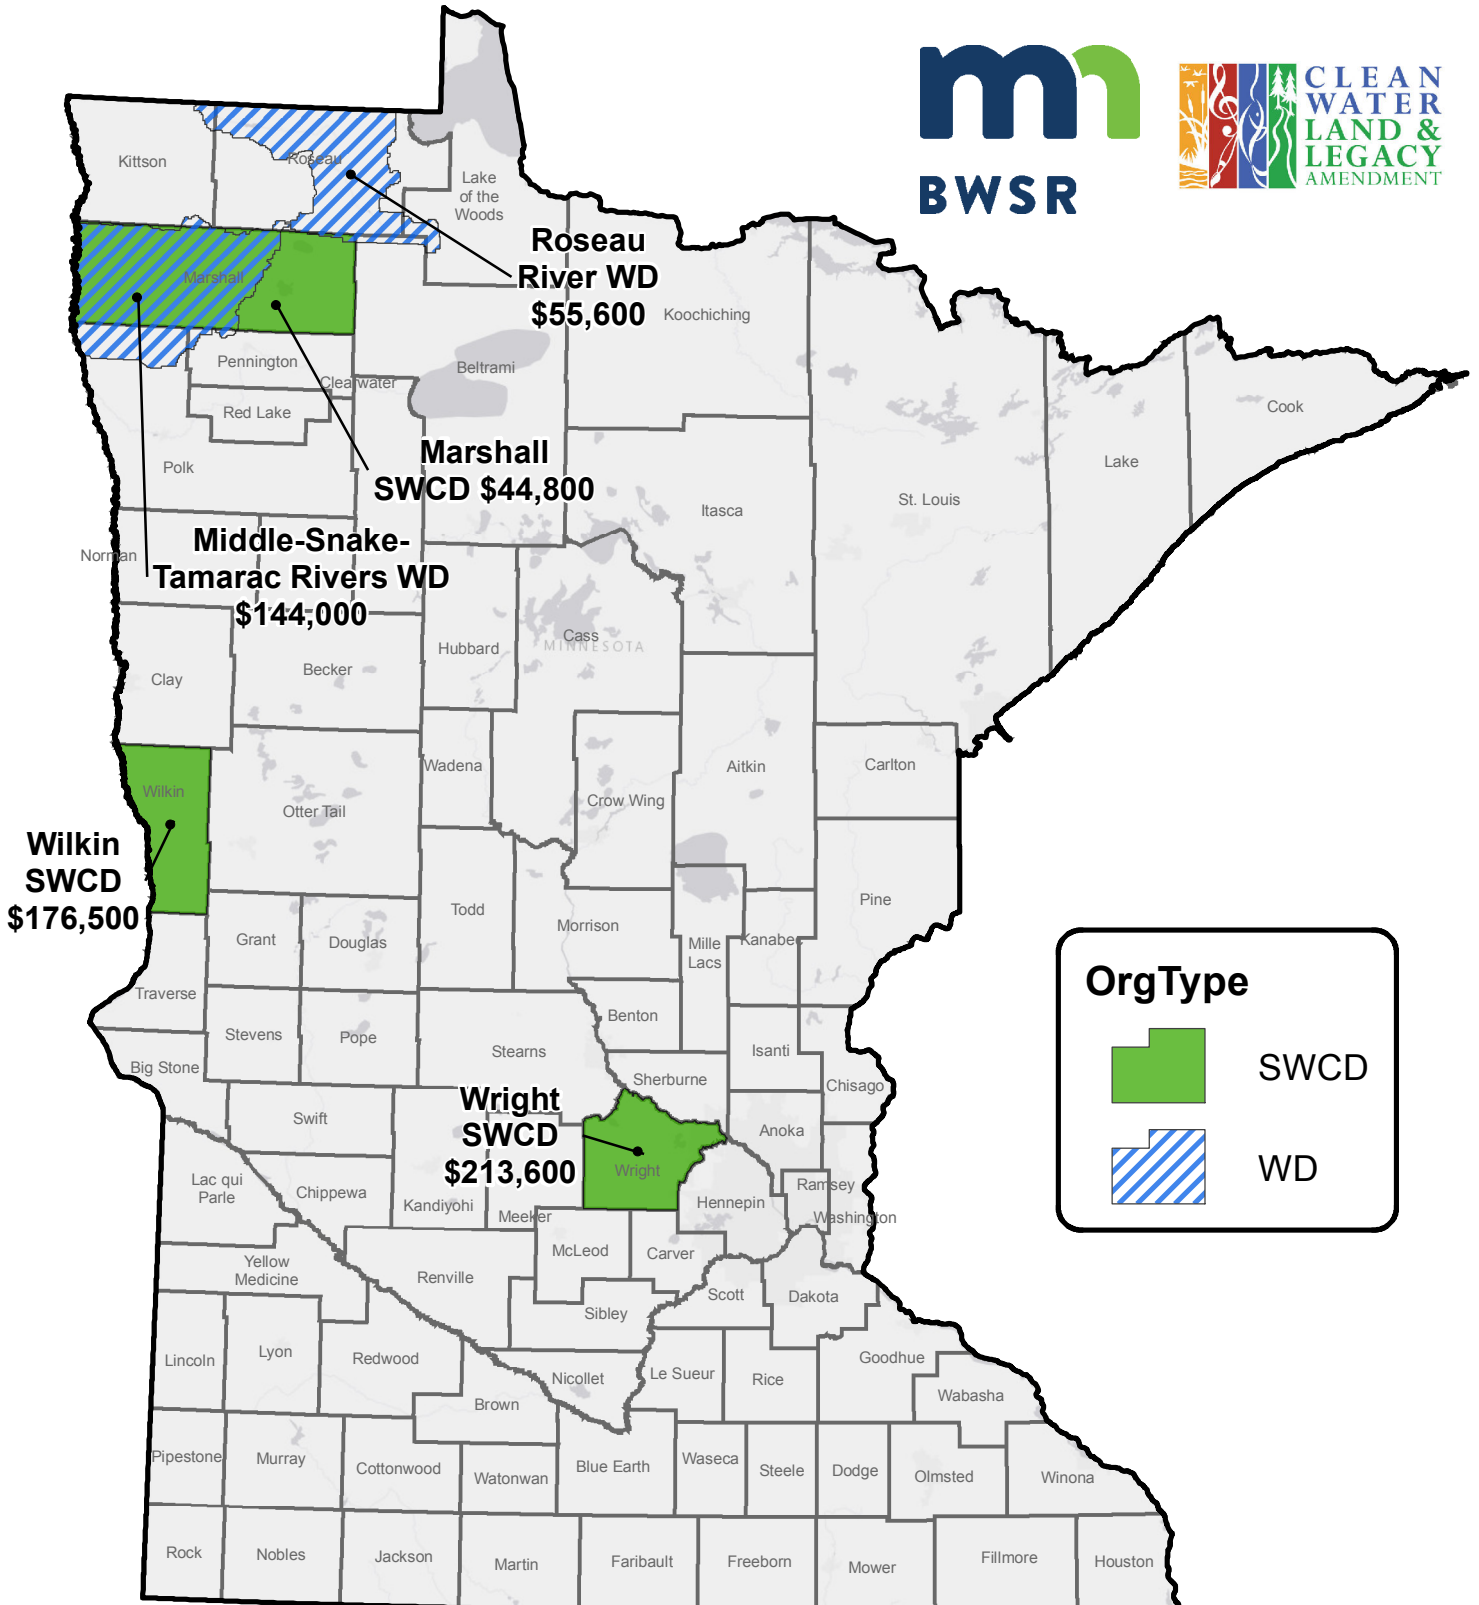 mn
BWSR
CLEAN
WATER
LAND &
LEGACY
AMENDMENT
Kittson
Roseau
Lake
of the
Woods
Roseau
River WD
$55,600
Marshall
Koochiching
Pennington
Clearwater
Beltrami
Red Lake
Cook
Lake
Marshall
SWCD $44,800
Polk
St. Louis
Itasca
Norman
Middle-Snake-
Tamarac Rivers WD
$144,000
Cass
MINNESOTA
Hubbard
Becker
Clay
Wilkin
Wadena
Aitkin
Carlton
Crow Wing
Otter Tail
Wilkin
SWCD
$176,500
Todd
Morrison
Pine
Grant
Douglas
Mille
Lacs
Kanabec
OrgType
SWCD
WD
Traverse
Stevens
Pope
Benton
Stearns
Isanti
Big Stone
Sherburne
Chisago
Wright
SWCD
$213,600
Swift
Anoka
Wright
Lac qui
Parle
Chippewa
Kandiyohi
Meeker
Hennepin
Ramsey
Washington
McLeod
Carver
Yellow
Medicine
Renville
Scott
Dakota
Sibley
Lincoln
Lyon
Redwood
Nicollet
Le Sueur
Rice
Goodhue
Wabasha
Brown
Pipestone
Murray
Cottonwood
Watonwan
Blue Earth
Waseca
Steele
Dodge
Olmsted
Winona
Rock
Nobles
Jackson
Martin
Faribault
Freeborn
Mower
Fillmore
Houston